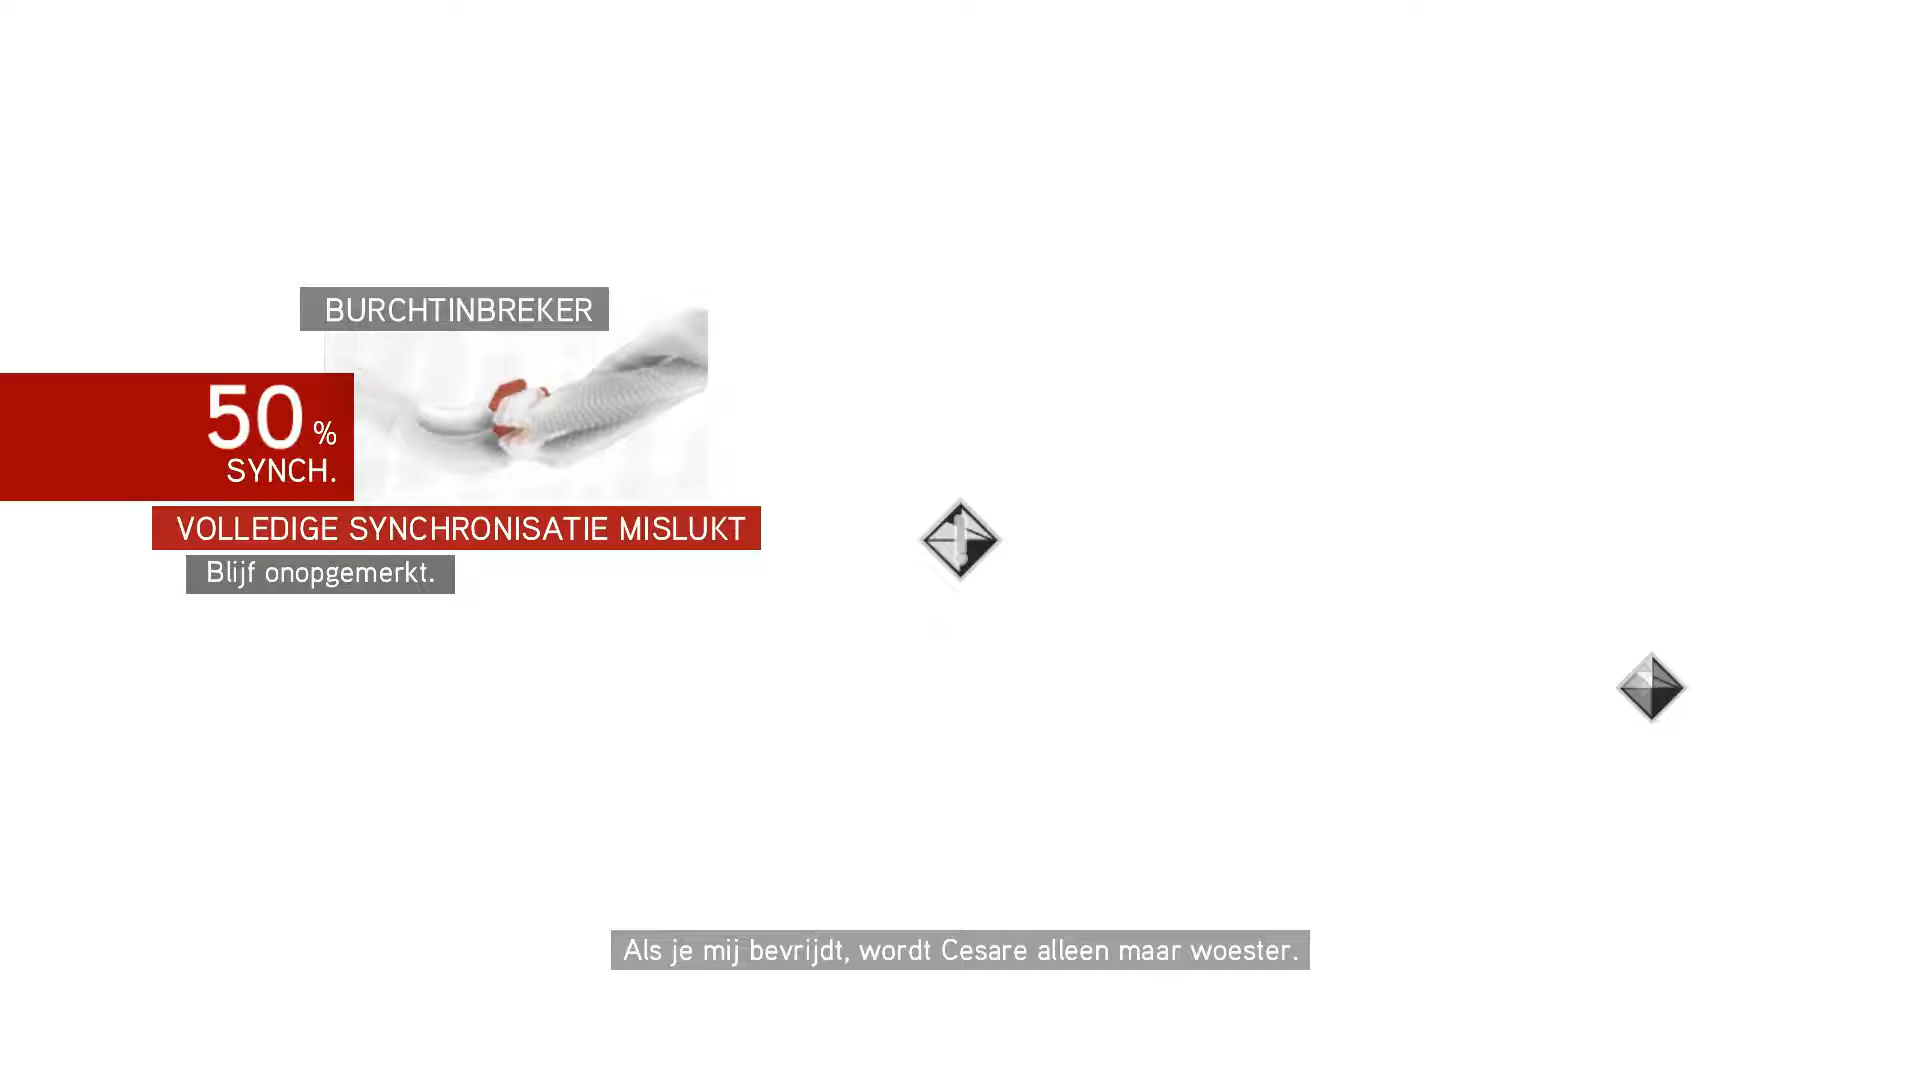 BURCHTINBREKER
50 %
SYNCH.
VOLLEDIGE SYNCHRONISATIE MISLUKT
Blijf onopgemerkt.
Als je mij bevrijdt, wordt Cesare alleen maar woester.